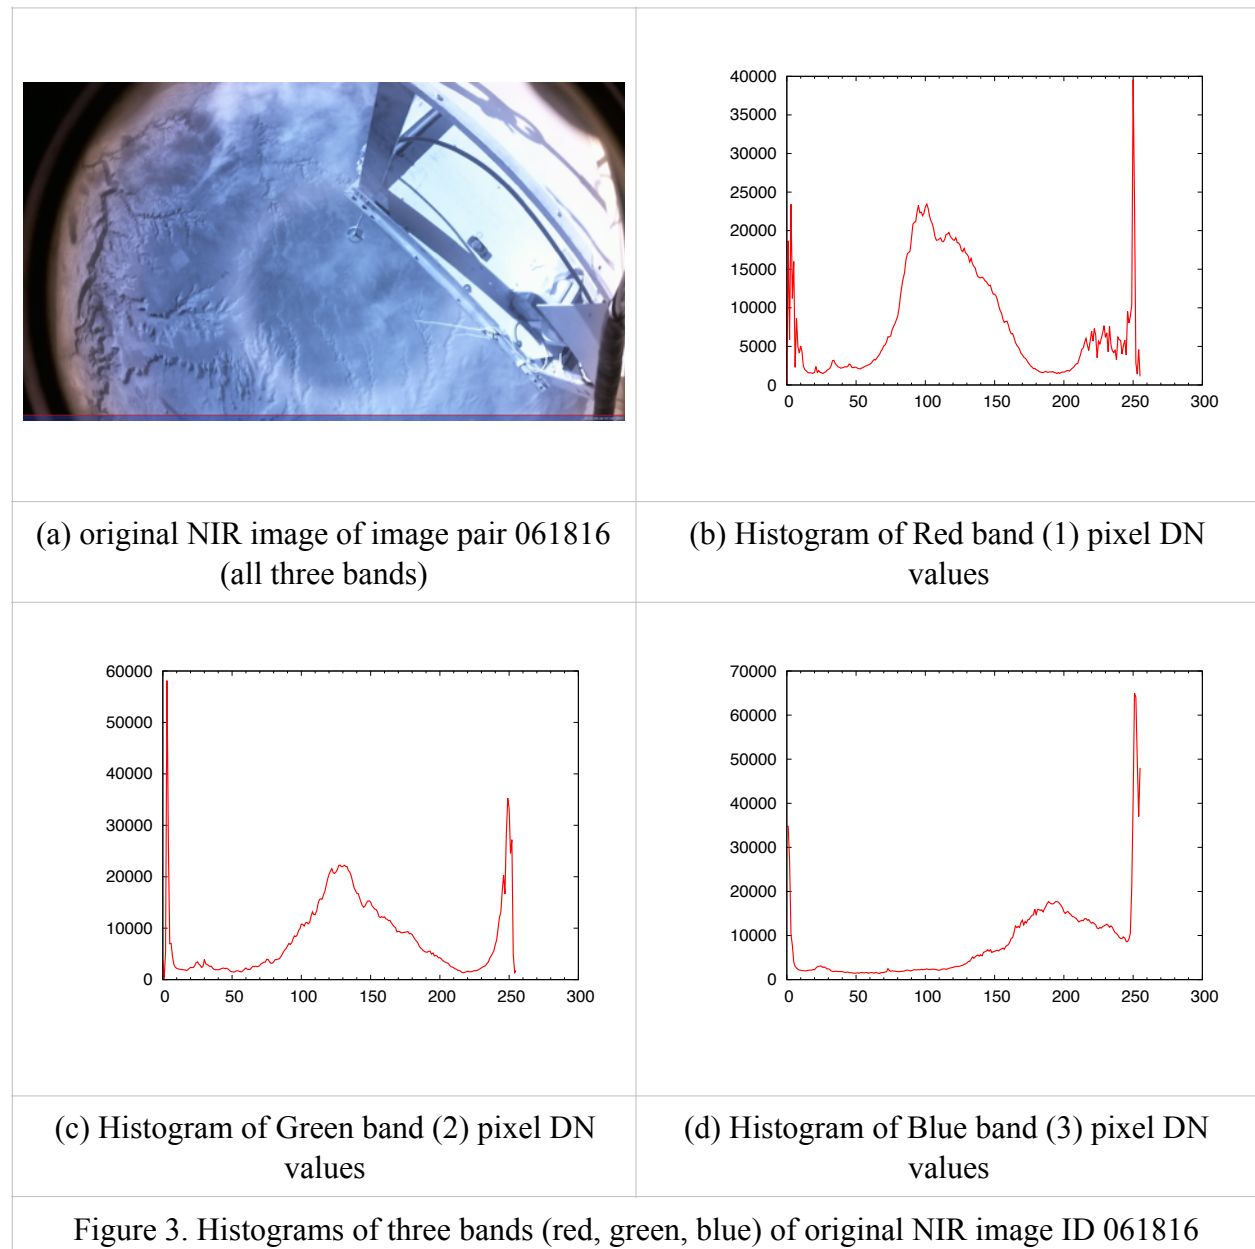 40000
35000
30000
25000
20000
15000
10000
5000
0
0 50 100 150 200 250 300
(a) original NIR image of image pair 061816
(all three bands)
(b) Histogram of Red band (1) pixel DN
values
60000
50000
40000
30000
20000
10000
0
0 50 100 150 200 250 300
70000
60000
50000
40000
30000
20000
10000
0
0 50 100 150 200 250 300
(c) Histogram of Green band (2) pixel DN
values
(d) Histogram of Blue band (3) pixel DN
values
Figure 3. Histograms of three bands (red, green, blue) of original NIR image ID 061816